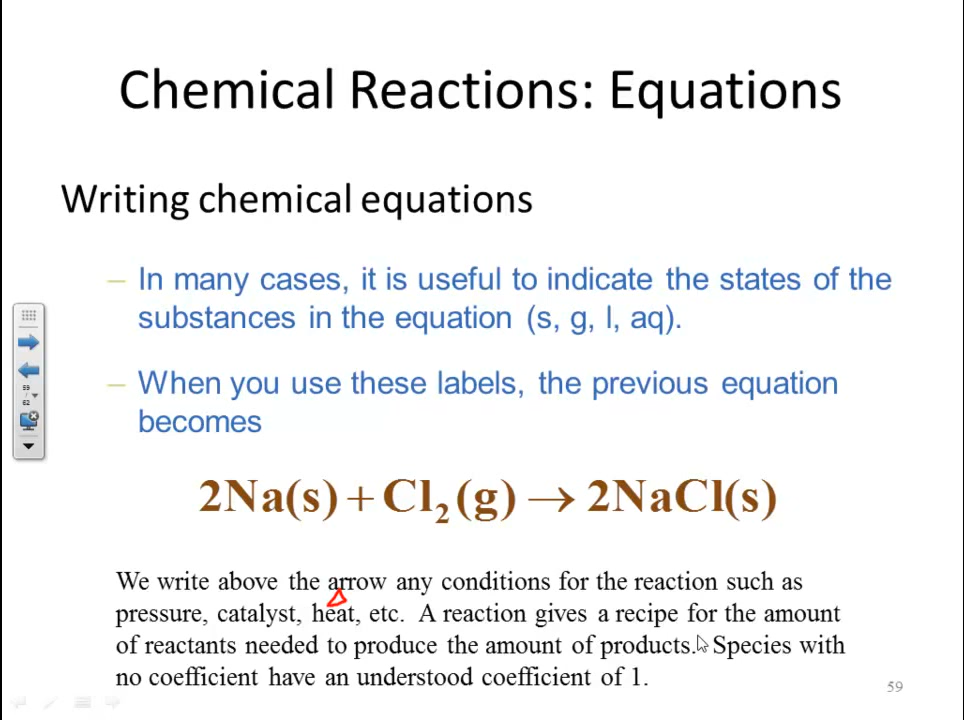 Chemical Reactions: Equations
Writing chemical equations
– In many cases, it is useful to indicate the states of the
substances in the equation (s, g, l, aq).
– When you use these labels, the previous equation
becomes
59
/
62
2Na(s) + Cl₂(g) → 2NaCl(s)
We write above the arrow any conditions for the reaction such as
pressure, catalyst, heat, etc. A reaction gives a recipe for the amount
of reactants needed to produce the amount of products. Species with
no coefficient have an understood coefficient of 1.
59